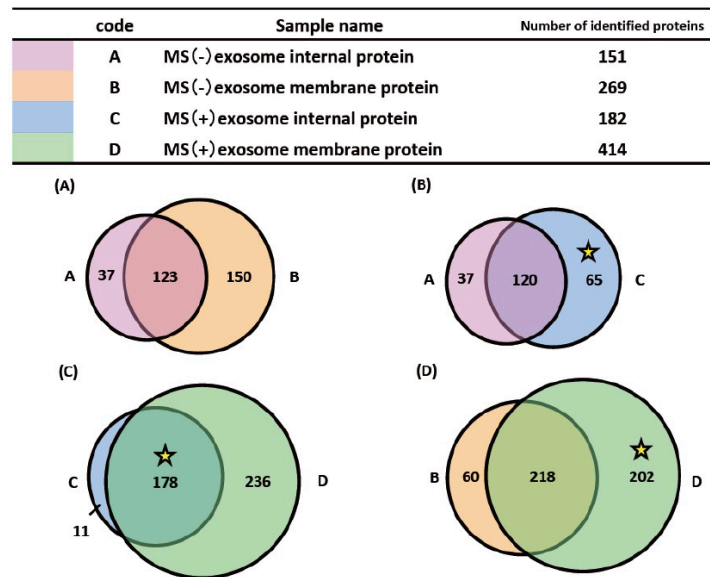 code Sample name Number of identified proteins
A MS(-)exosome internal protein 151
B MS(-)exosome membrane protein 269
C MS(+)exosome internal protein 182
D MS(+)exosome membrane protein 414
(A) (B)
A 37 123 150 B A 37 120 65 C
(C) (D)
C 178 236 D B 60 218 202 D
11